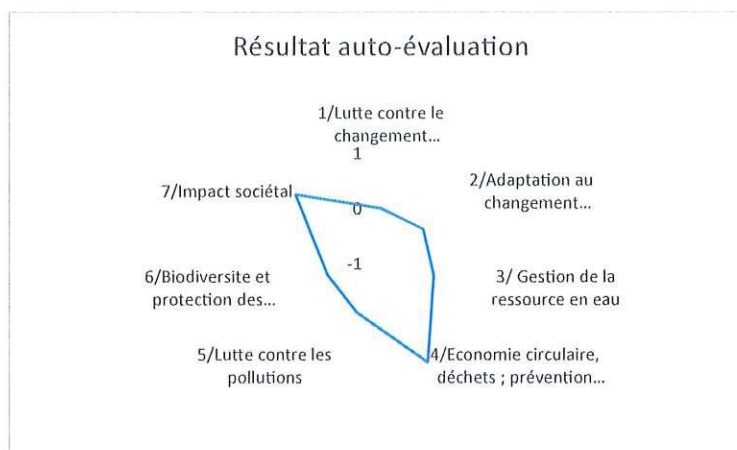 Résultat auto-évaluation
1/Lutte contre le
changement...
1
2/Adaptation au
changement...
7/Impact sociétal
0
-1
6/Biodiversite et
protection des...
3/ Gestion de la
ressource en eau
5/Lutte contre les
pollutions
4/Economie circulaire,
déchets ; prévention...